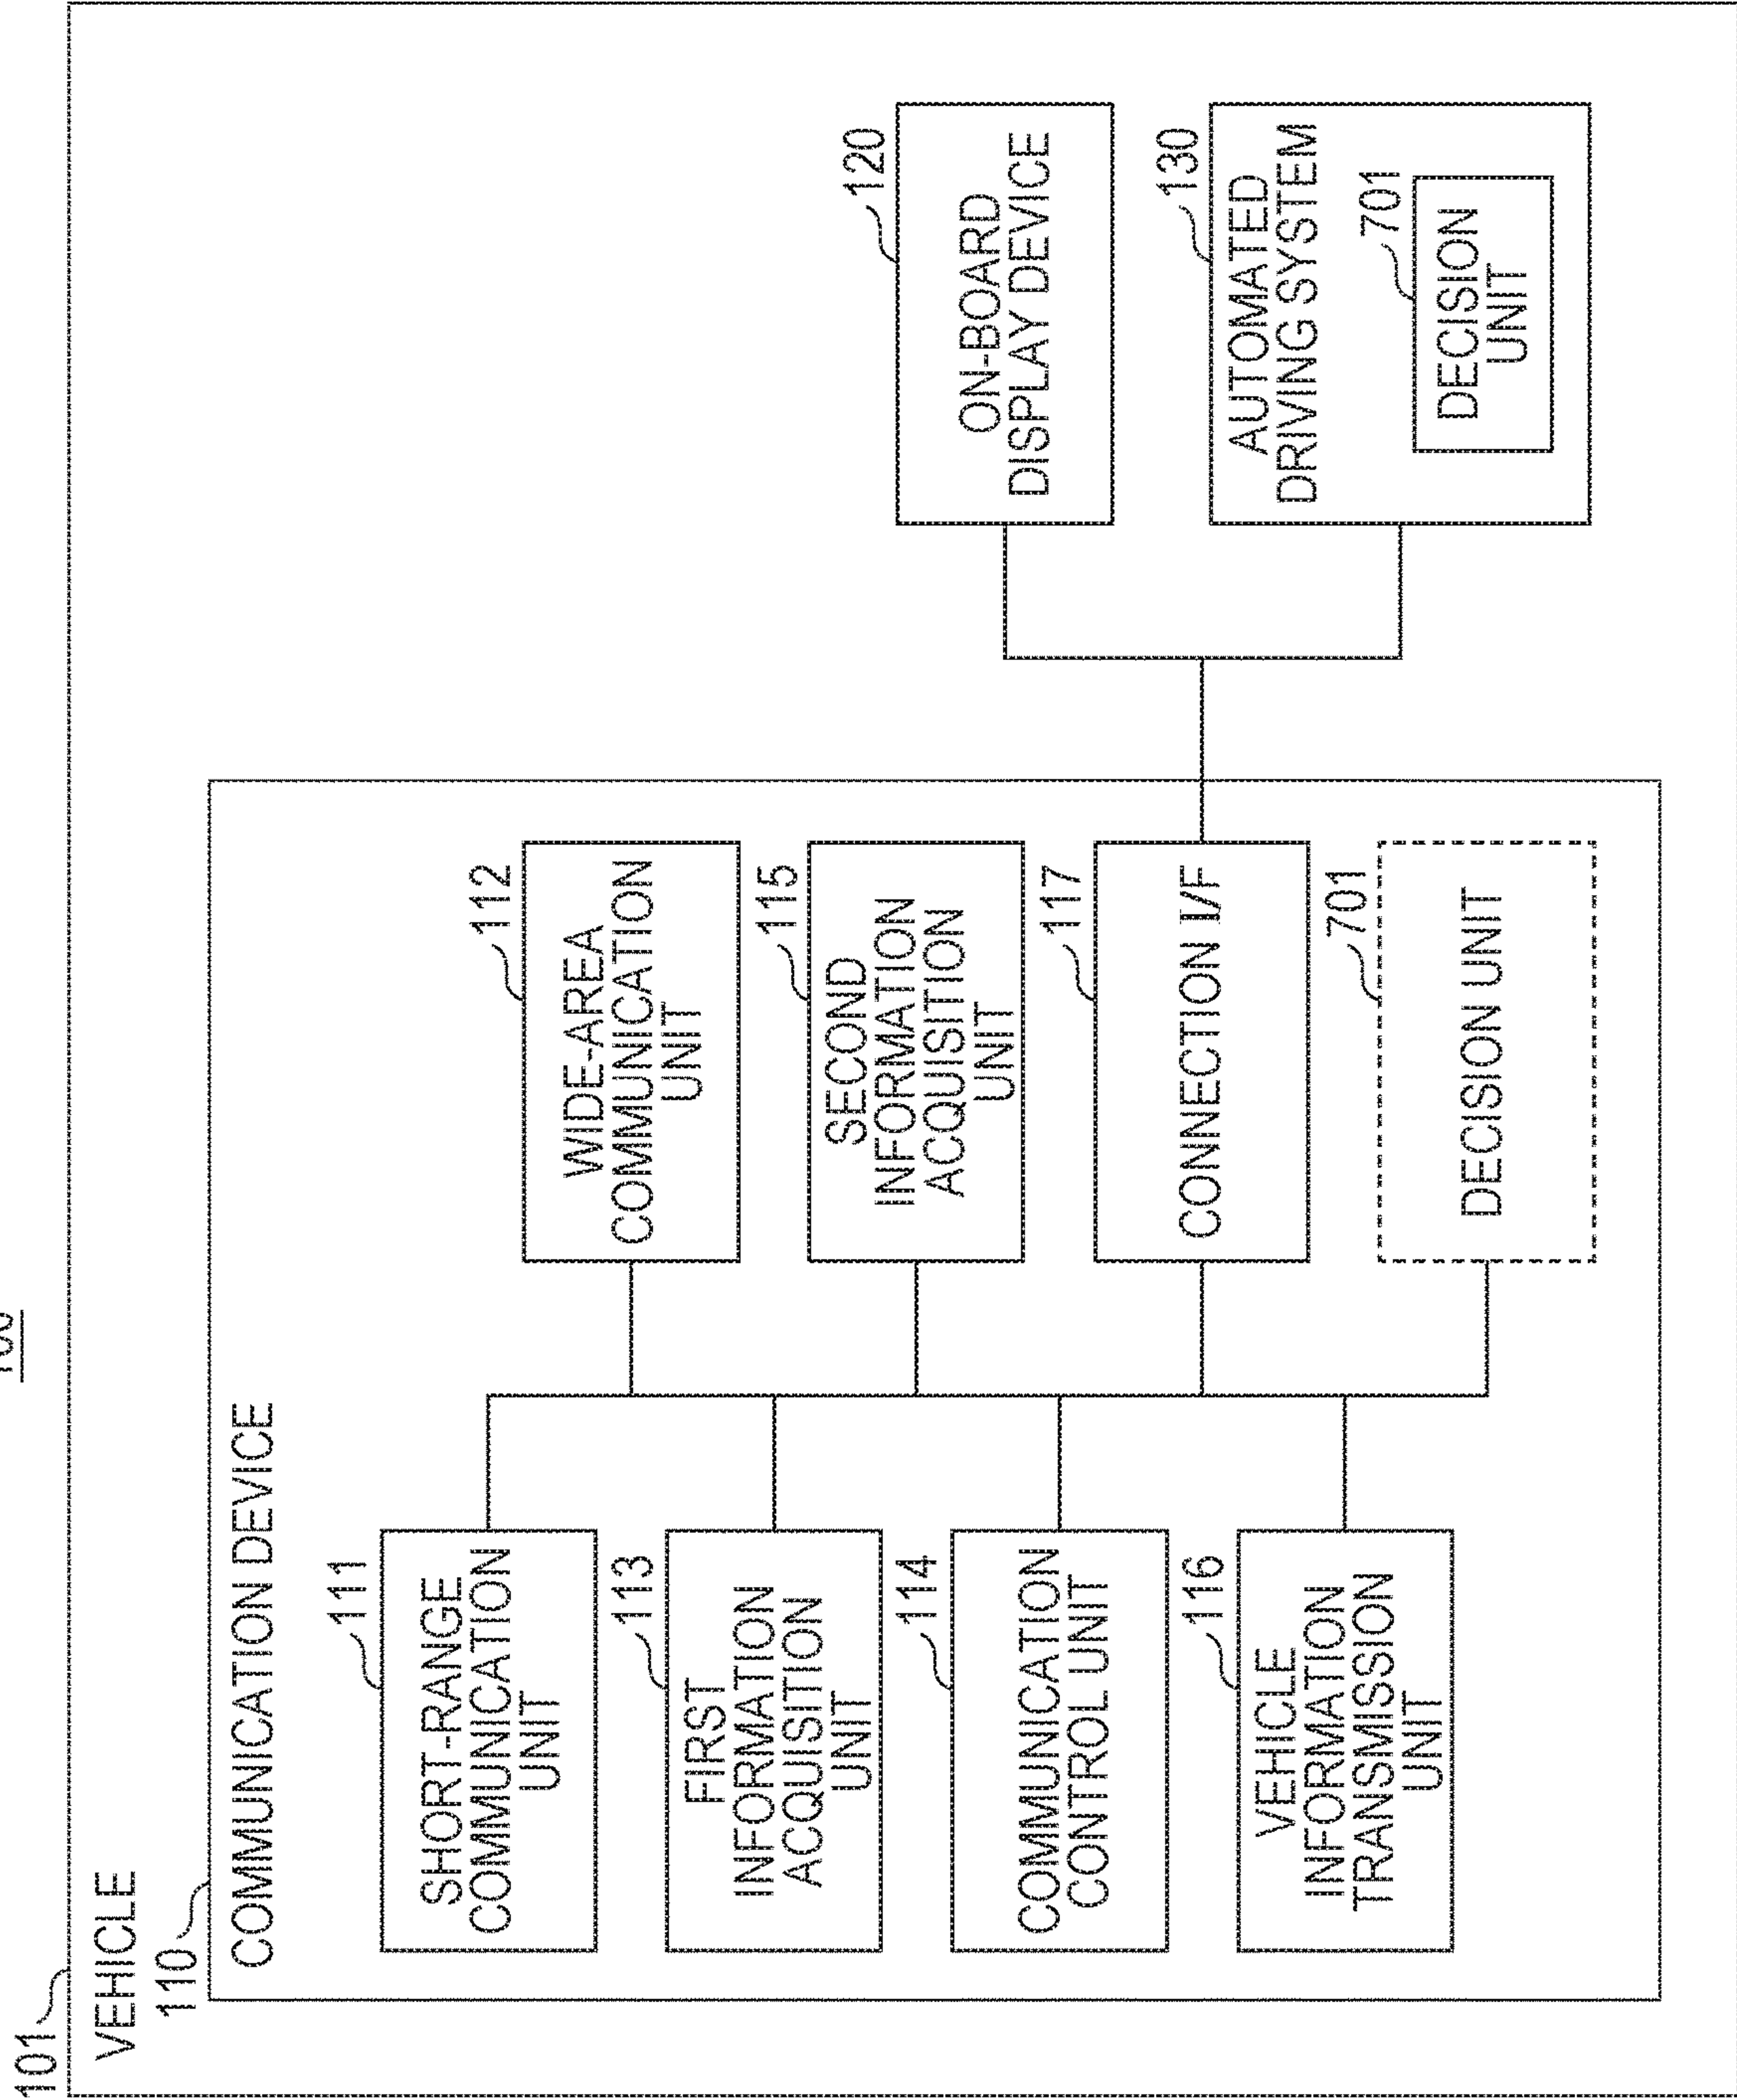 101
VEHICLE
110
COMMUNICATION DEVICE
111
SHORT-RANGE
COMMUNICATION
UNIT
112
WIDE-AREA
COMMUNICATION
UNIT
113
FIRST
INFORMATION
ACQUISITION
UNIT
115
SECOND
INFORMATION
ACQUISITION
UNIT
114
COMMUNICATION
CONTROL UNIT
117
CONNECTION I/F
116
VEHICLE
INFORMATION
TRANSMISSION
UNIT
701
DECISION UNIT
120
ON-BOARD
DISPLAY DEVICE
130
AUTOMATED
DRIVING SYSTEM
701
DECISION
UNIT